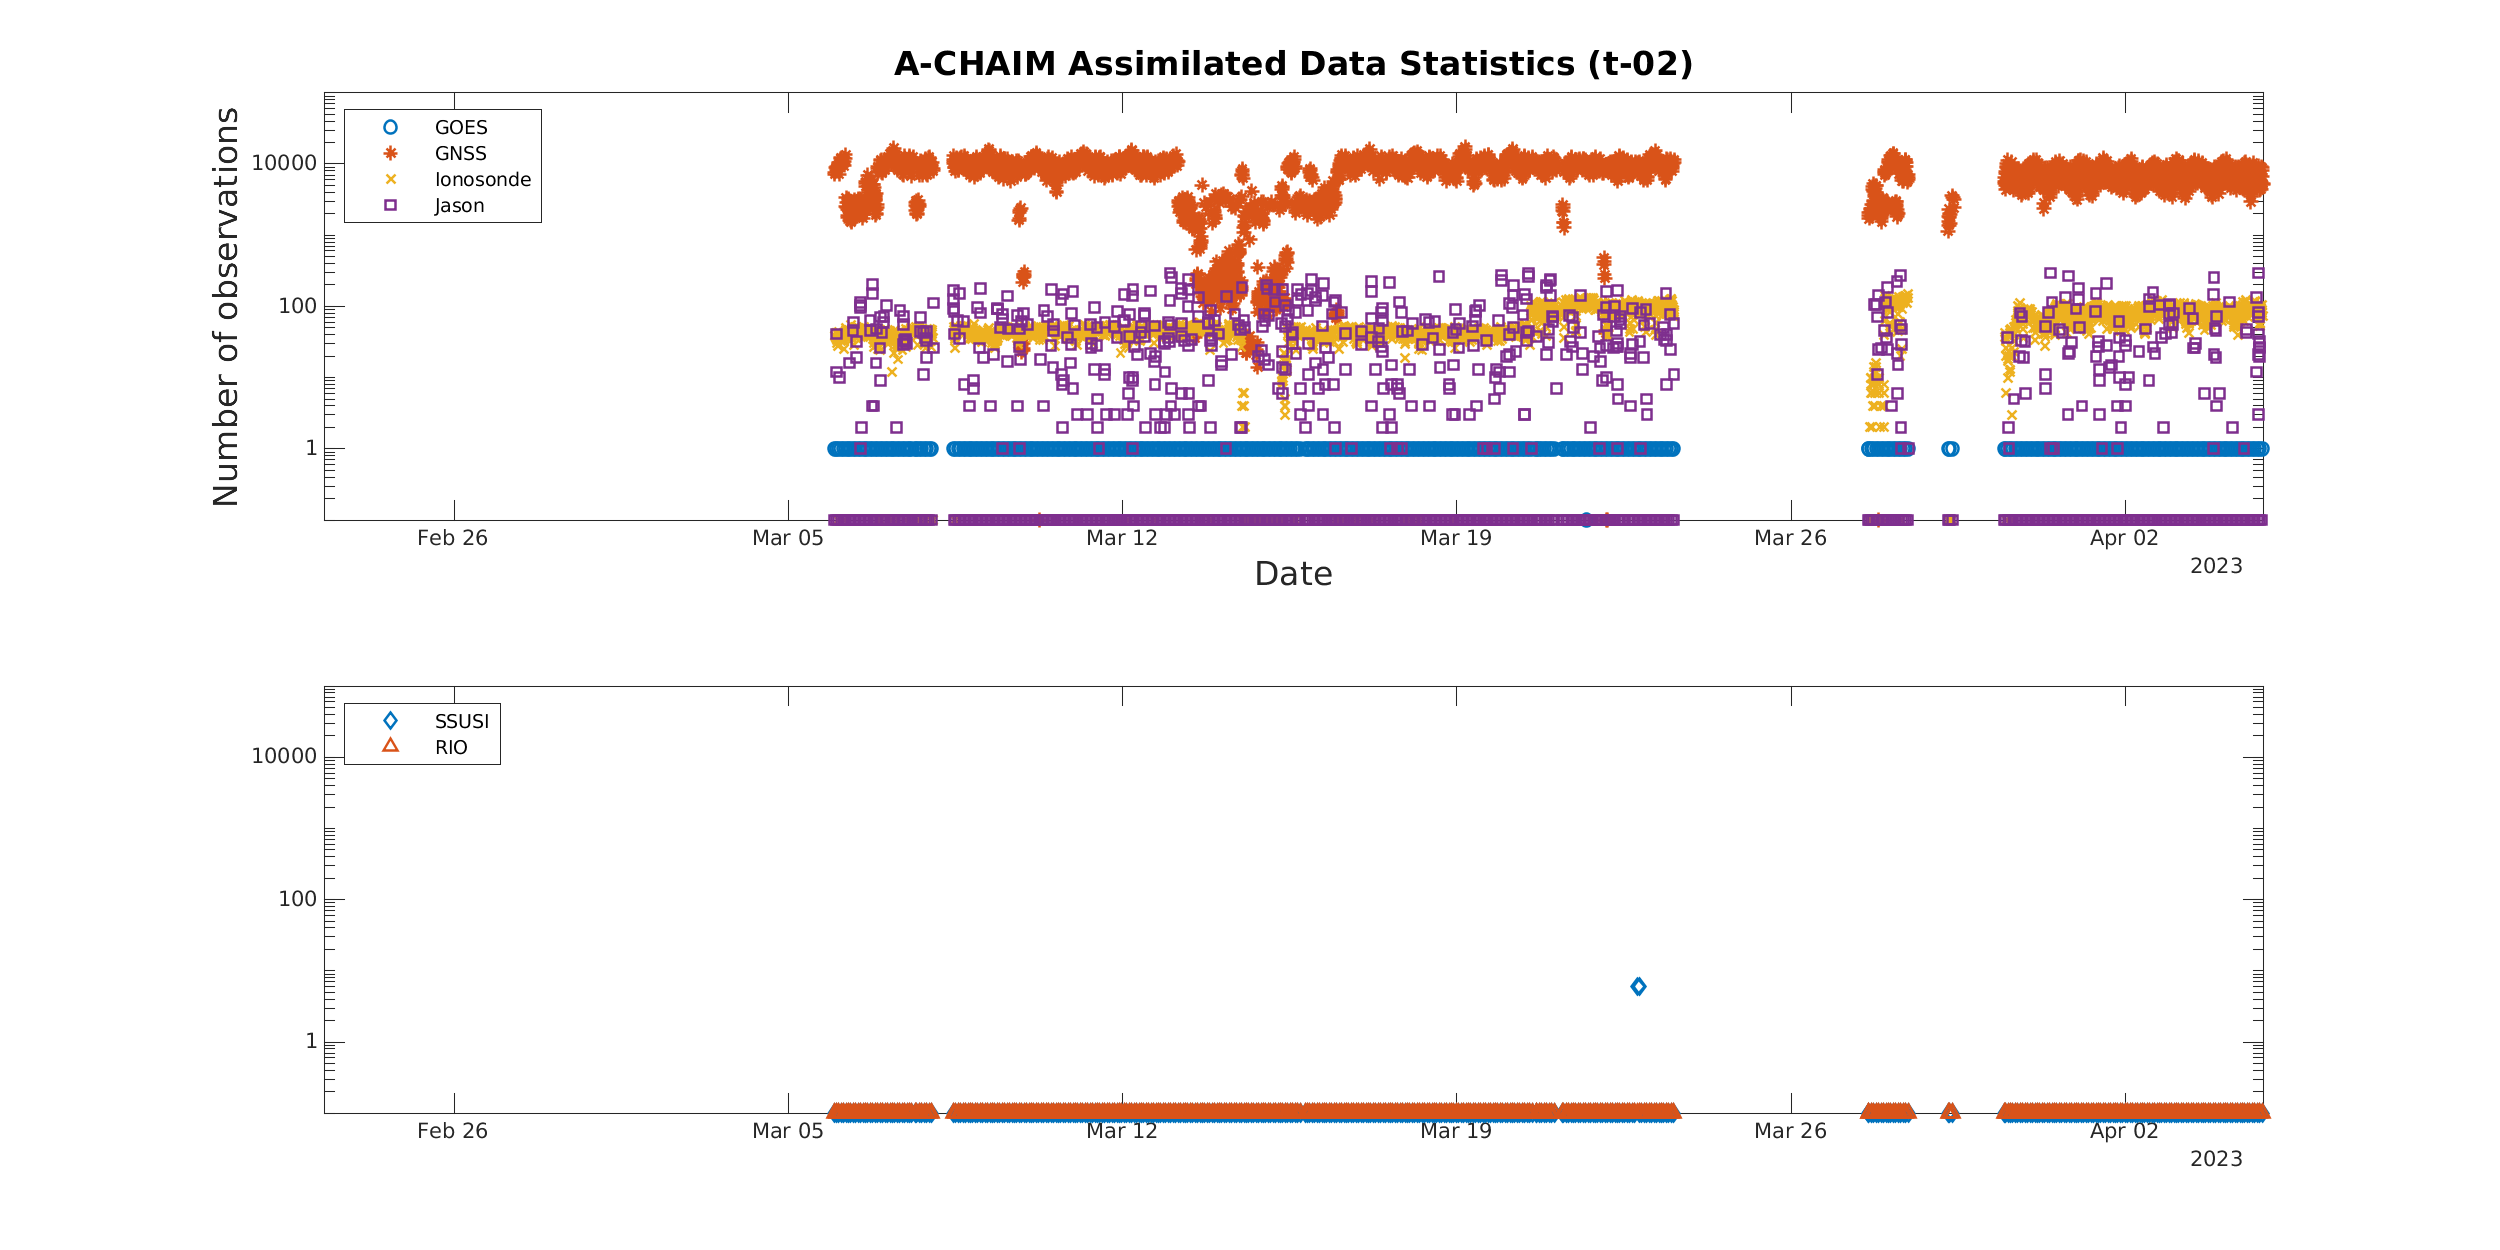 A-CHAIM Assimilated Data Statistics (t-02)
Number of observations
10000
100
1
GOES
GNSS
Ionosonde
Jason
Feb 26
Mar 05
Mar 12
Mar 19
Mar 26
Apr 02
2023
Date
10000
100
1
SSUSI
RIO
Feb 26
Mar 05
Mar 12
Mar 19
Mar 26
Apr 02
2023